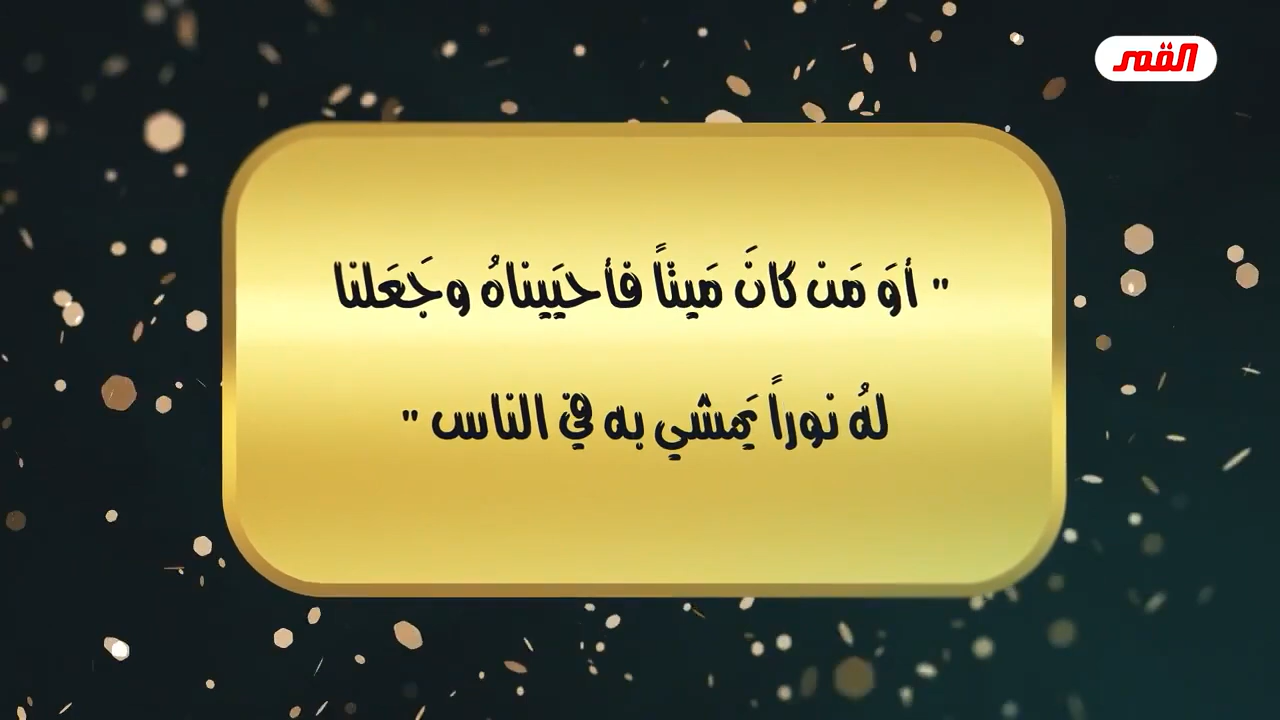 القمر
" أوَ مَن كانَ مَيتاً فأحيَيناهُ وجَعَلنا
لهُ نوراً يَمشي به في الناس "